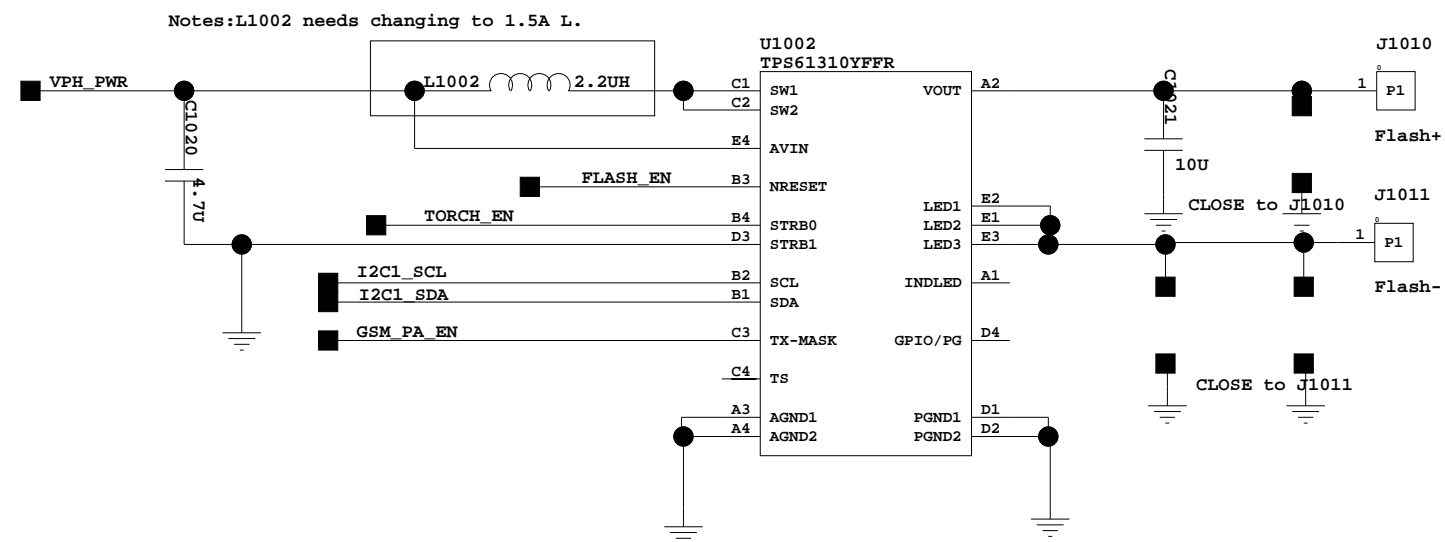 Notes:L1002 needs changing to 1.5A L.
U1002
TPS61310YFFR
J1010
VPH_PWR
L1002
2.2UH
C1
SW1
C2
SW2
VOUT
A2
C1021
10U
1
0
P1
Flash+
C1020
4.7U
E4
AVIN
FLASH_EN
B3
NRESET
TORCH_EN
B4
STRB0
D3
STRB1
LED1
E2
LED2
E1
LED3
E3
CLOSE to J1010
J1011
1
0
P1
Flash-
I2C1_SCL
B2
SCL
I2C1_SDA
B1
SDA
INDLED
A1
GSM_PA_EN
C3
TX-MASK
GPIO/PG
D4
C4
TS
CLOSE to J1011
A3
AGND1
A4
AGND2
PGND1
D1
PGND2
D2